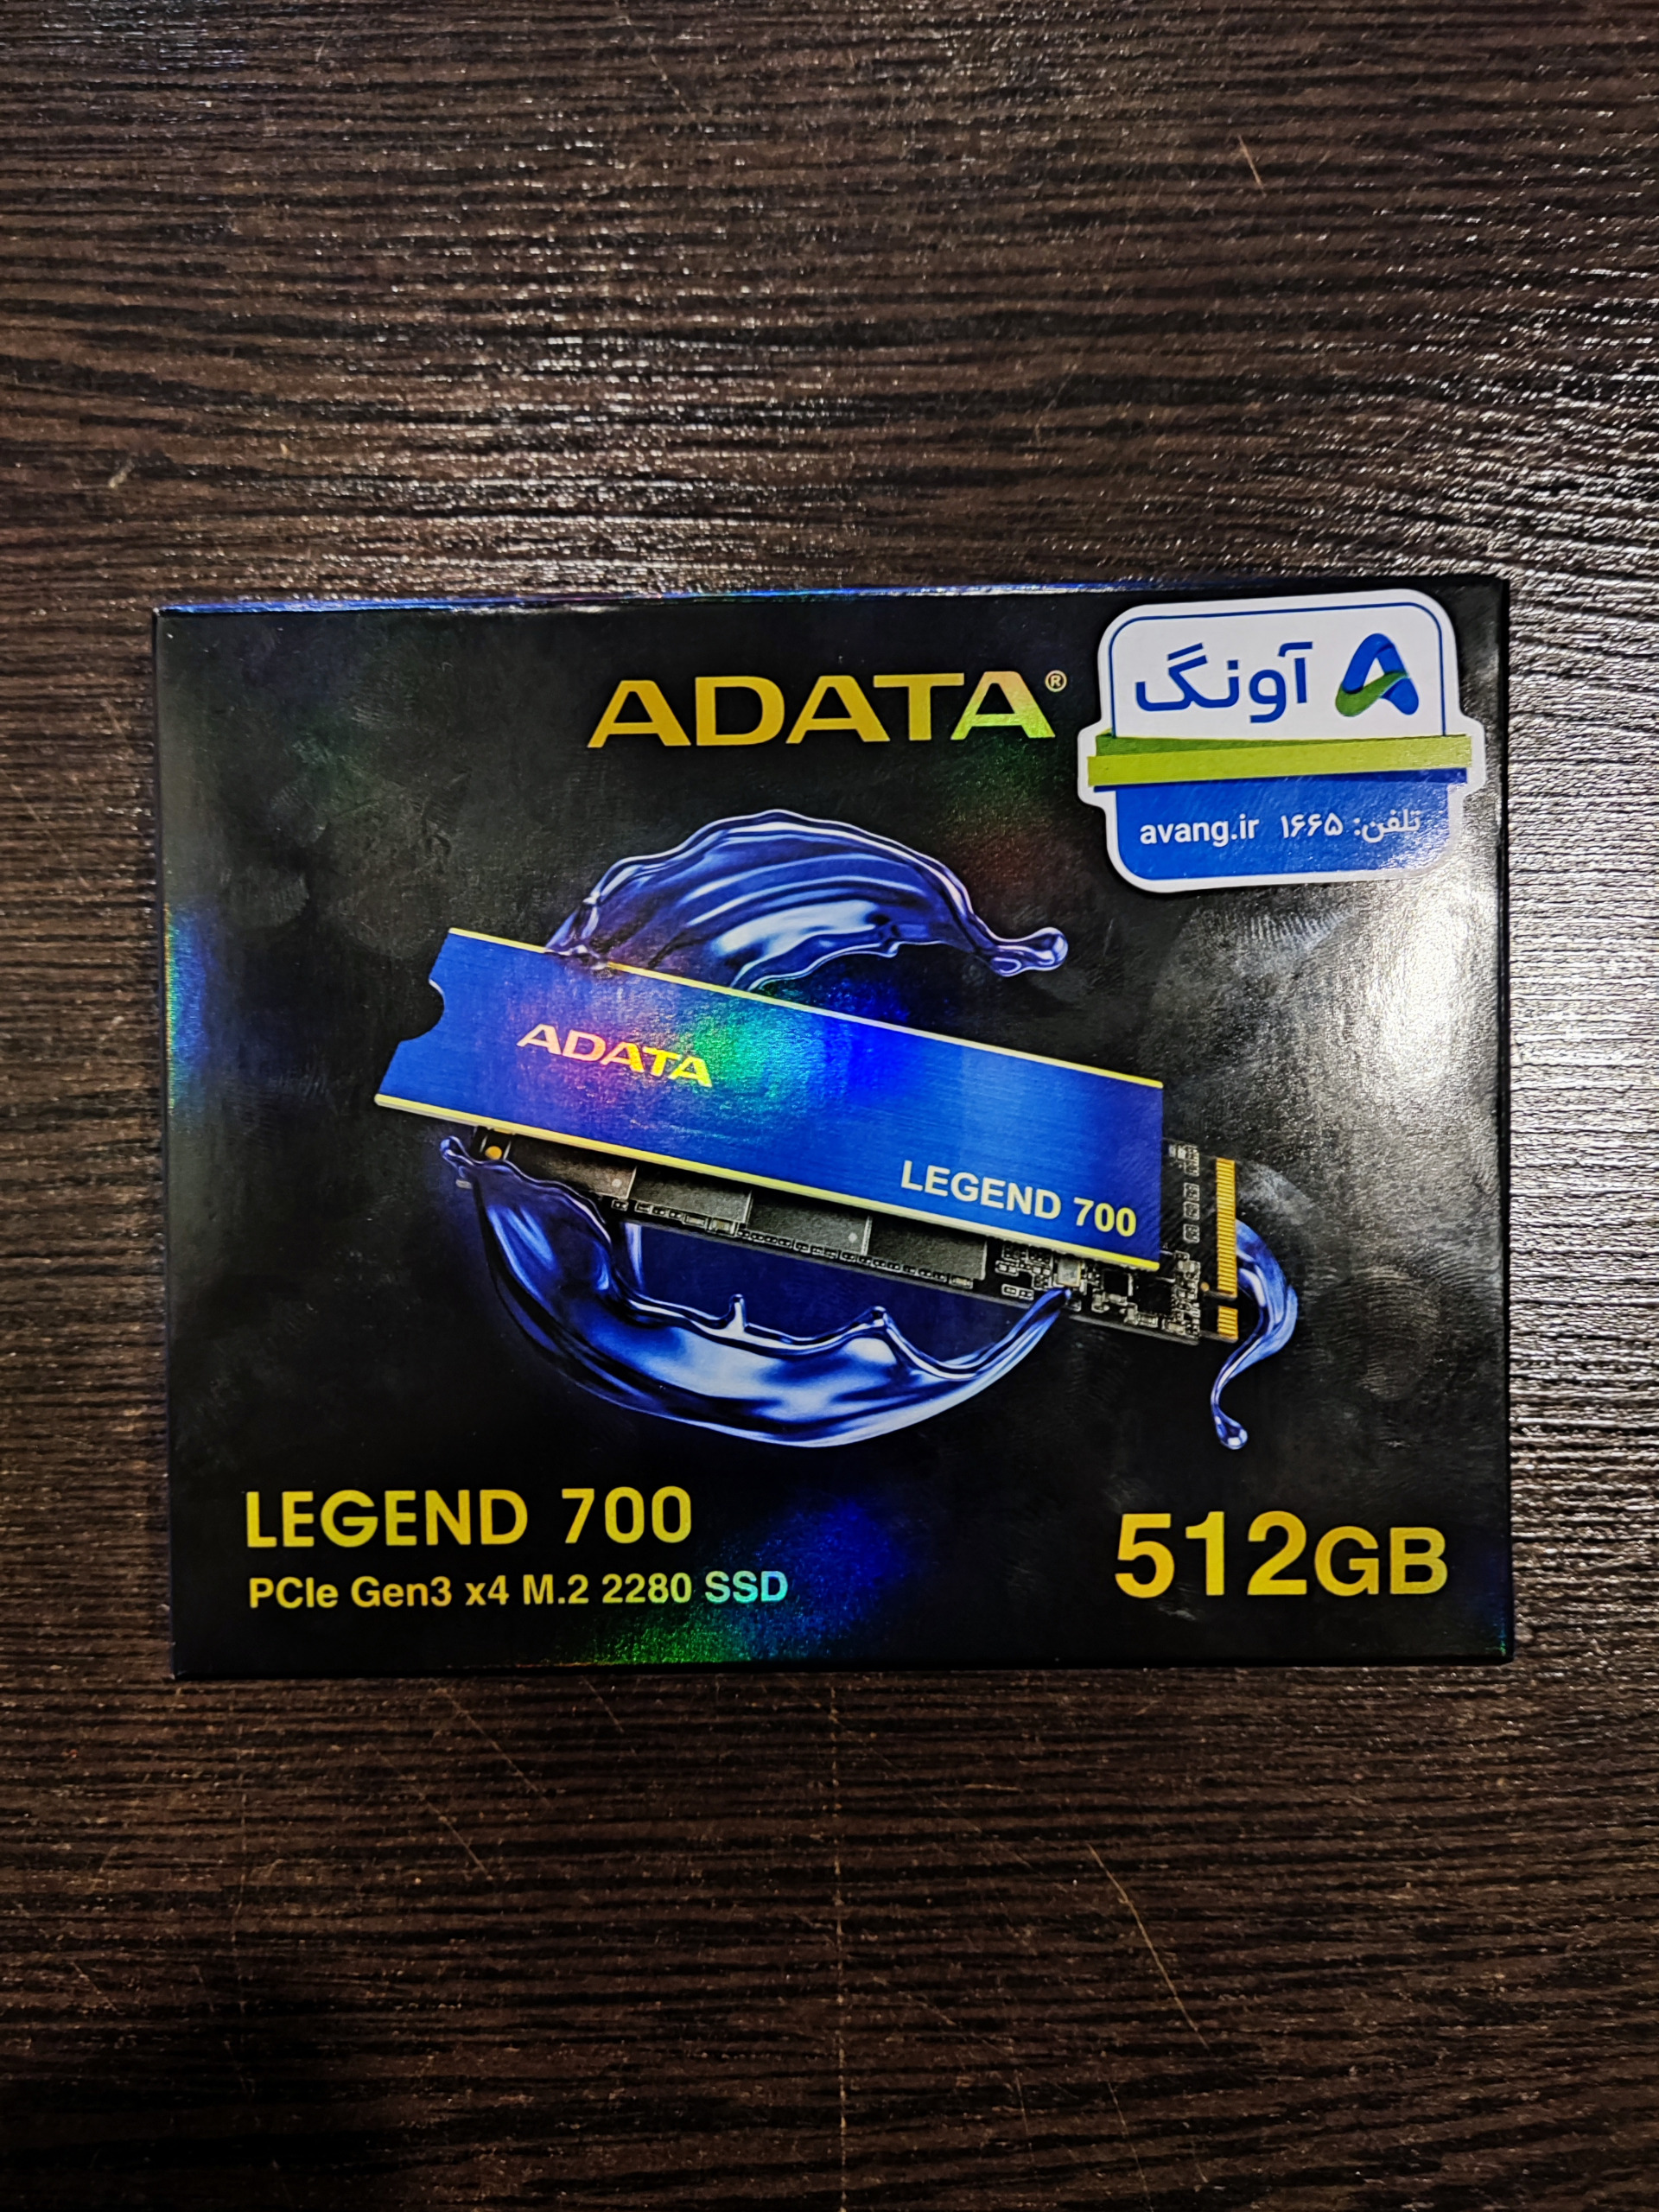 ADATA®
آونگ
تلفن: ۱۶۶۵ avang.ir
ADATA
LEGEND 700
LEGEND 700
PCIe Gen3 x4 M.2 2280 SSD
512GB